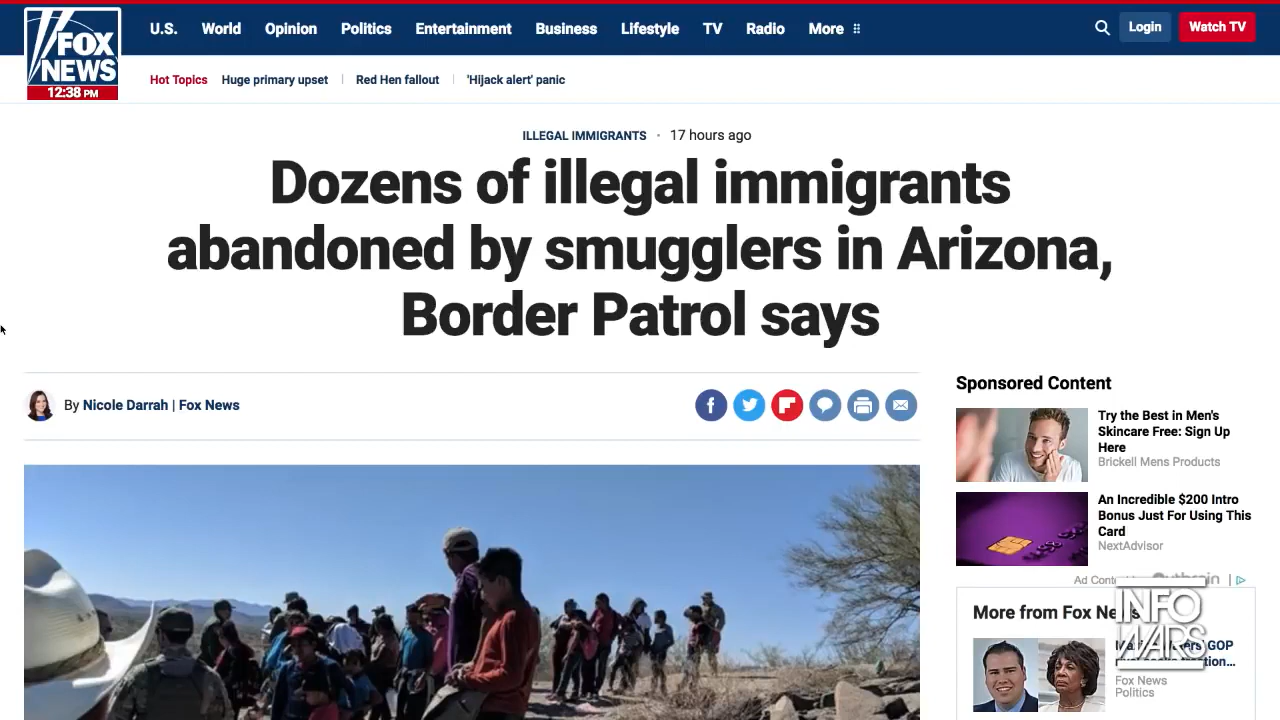 FOX
NEWS
12:38 PM
U.S. World Opinion Politics Entertainment Business Lifestyle TV Radio More
Login
Watch TV
Hot Topics Huge primary upset Red Hen fallout 'Hijack alert' panic
ILLEGAL IMMIGRANTS • 17 hours ago
Dozens of illegal immigrants
abandoned by smugglers in Arizona,
Border Patrol says
By Nicole Darrah | Fox News
Sponsored Content
Try the Best in Men's
Skincare Free: Sign Up
Here
Brickell Mens Products
An Incredible $200 Intro
Bonus Just For Using This
Card
NextAdvisor
Ad
More from Fox
INFO
WARS
GOP
Fox News
Politics